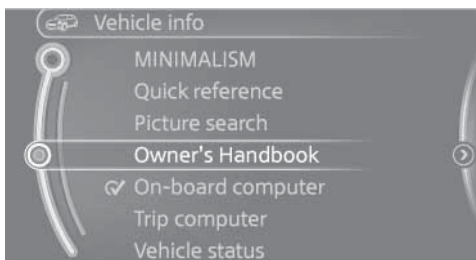 Vehicle info
MINIMALISM
Quick reference
Picture search
Owner's Handbook
On-board computer
Trip computer
Vehicle status